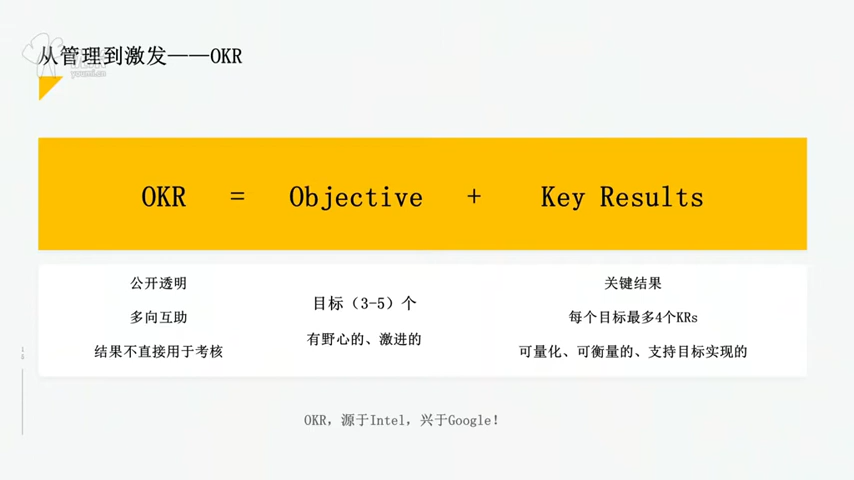 从管理到激发——OKR
youmi.cn
OKR = Objective + Key Results
公开透明
多向互助
结果不直接用于考核
目标（3-5）个
有野心的、激进的
关键结果
每个目标最多4个KRs
可量化、可衡量的、支持目标实现的
OKR，源于Intel，兴于Google！